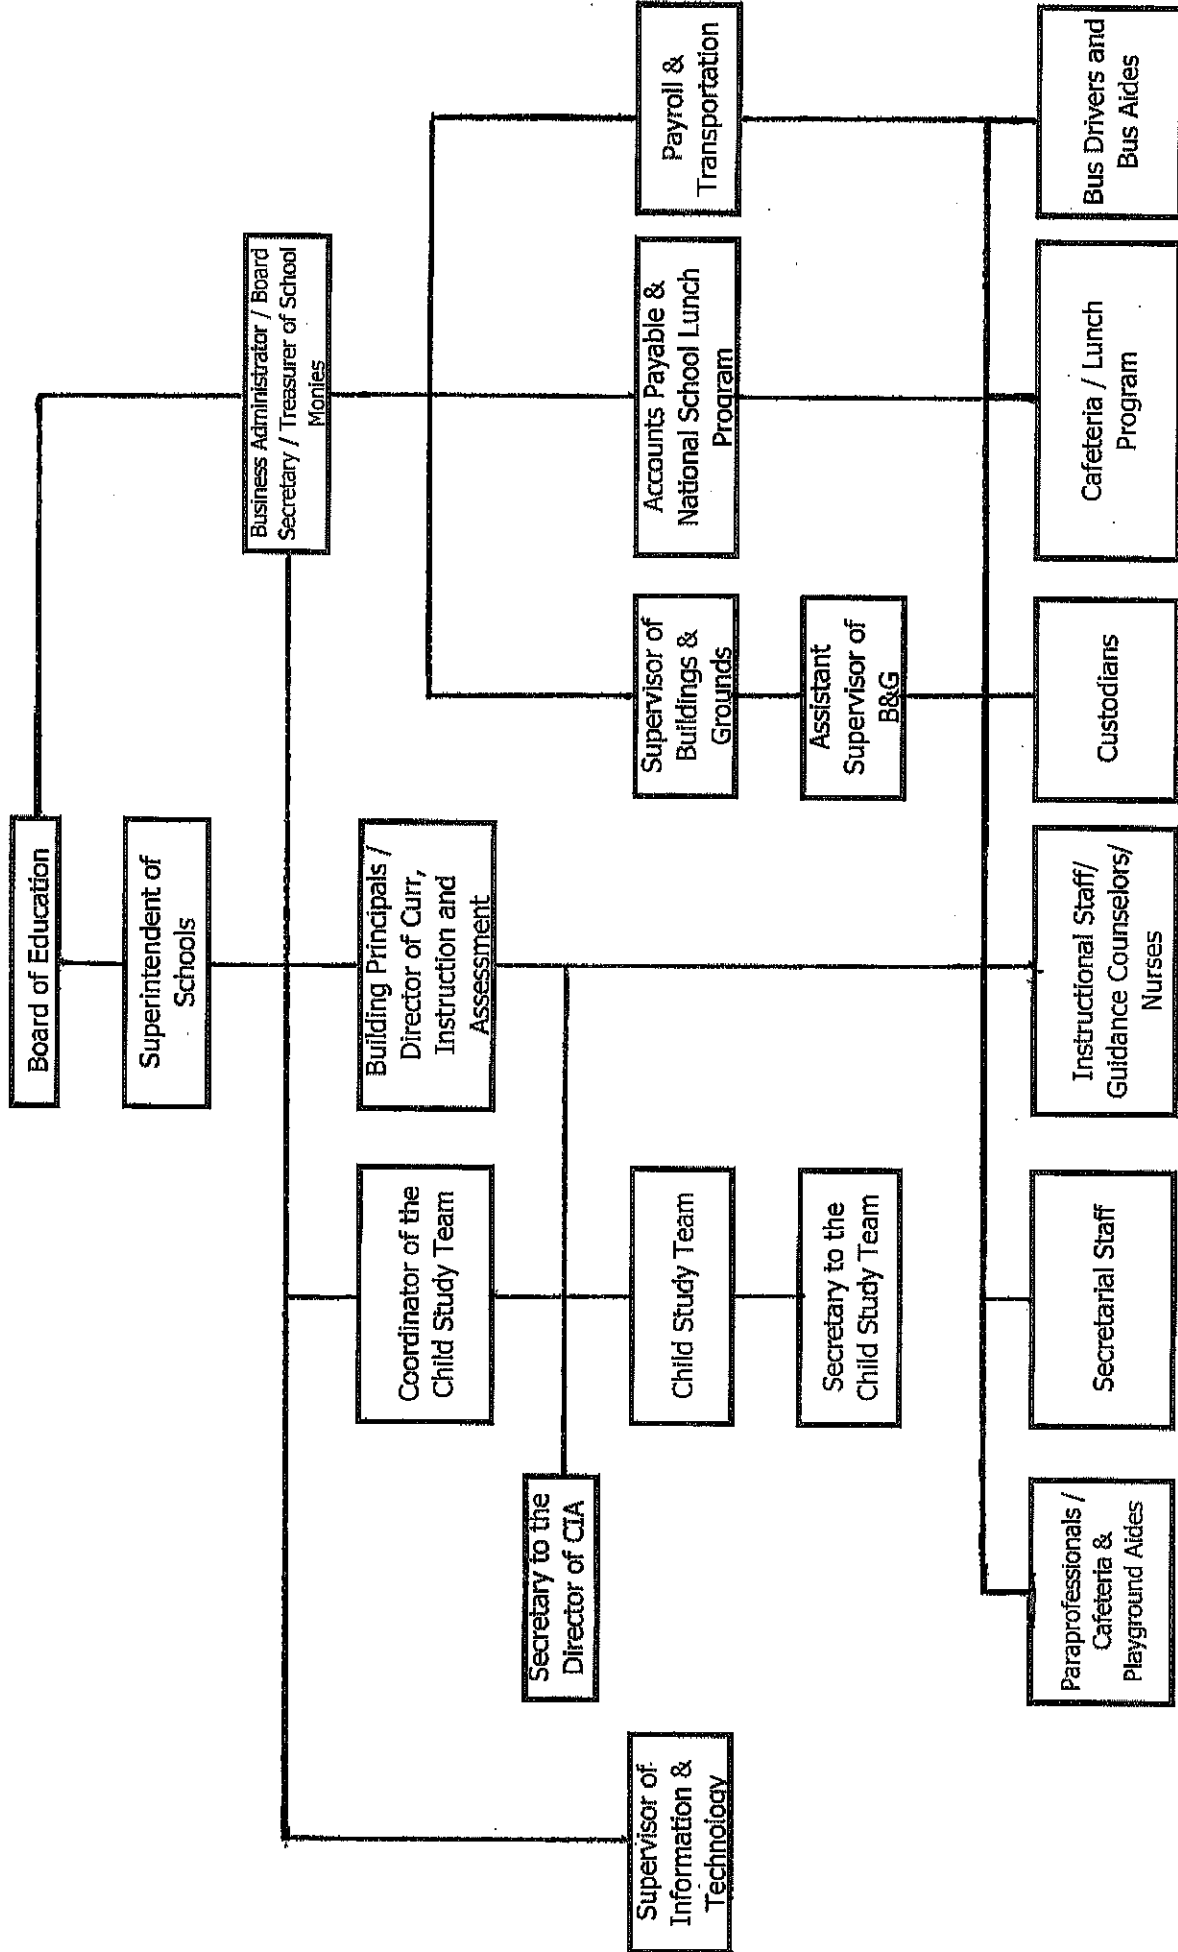 Board of Education
Superintendent of
Schools
Business Administrator / Board
Secretary / Treasurer of School
Monies
Coordinator of the
Child Study Team
Building Principals /
Director of Curr,
Instruction and
Assessment
Secretary to the
Director of CIA
Supervisor of
Information &
Technology
Child Study Team
Supervisor of
Buildings &
Grounds
Accounts Payable &
National School Lunch
Program
Payroll &
Transportation
Secretary to the
Child Study Team
Assistant
Supervisor of
B&G
Paraprofessionals /
Cafeteria &
Playground Aides
Secretarial Staff
Instructional Staff/
Guidance Counselors/
Nurses
Custodians
Cafeteria / Lunch
Program
Bus Drivers and
Bus Aides